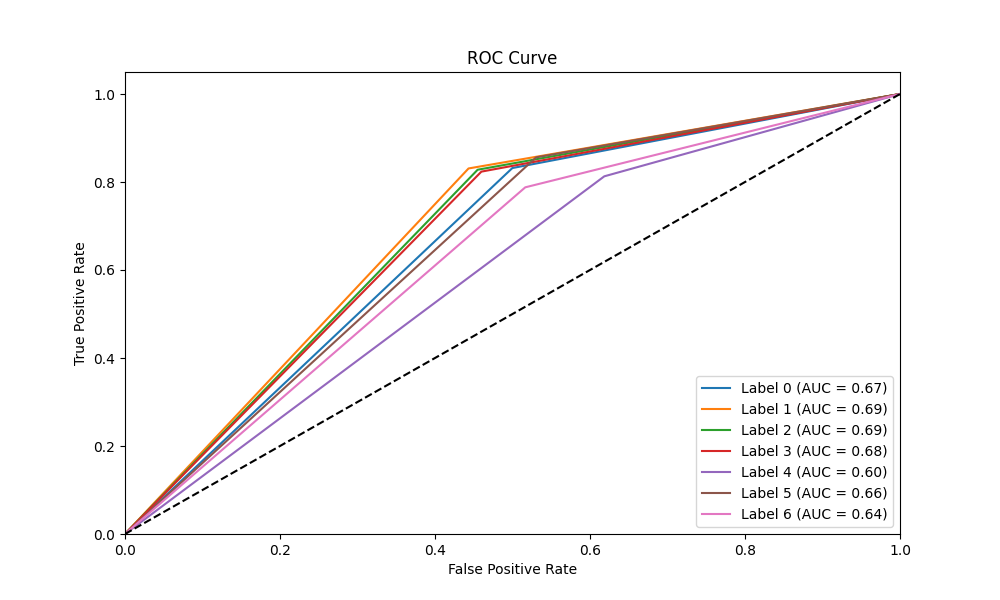 ROC Curve
True Positive Rate
1.0
0.8
0.6
0.4
0.2
0.0
0.0 0.2 0.4 0.6 0.8 1.0
False Positive Rate
Label 0 (AUC = 0.67)
Label 1 (AUC = 0.69)
Label 2 (AUC = 0.69)
Label 3 (AUC = 0.68)
Label 4 (AUC = 0.60)
Label 5 (AUC = 0.66)
Label 6 (AUC = 0.64)